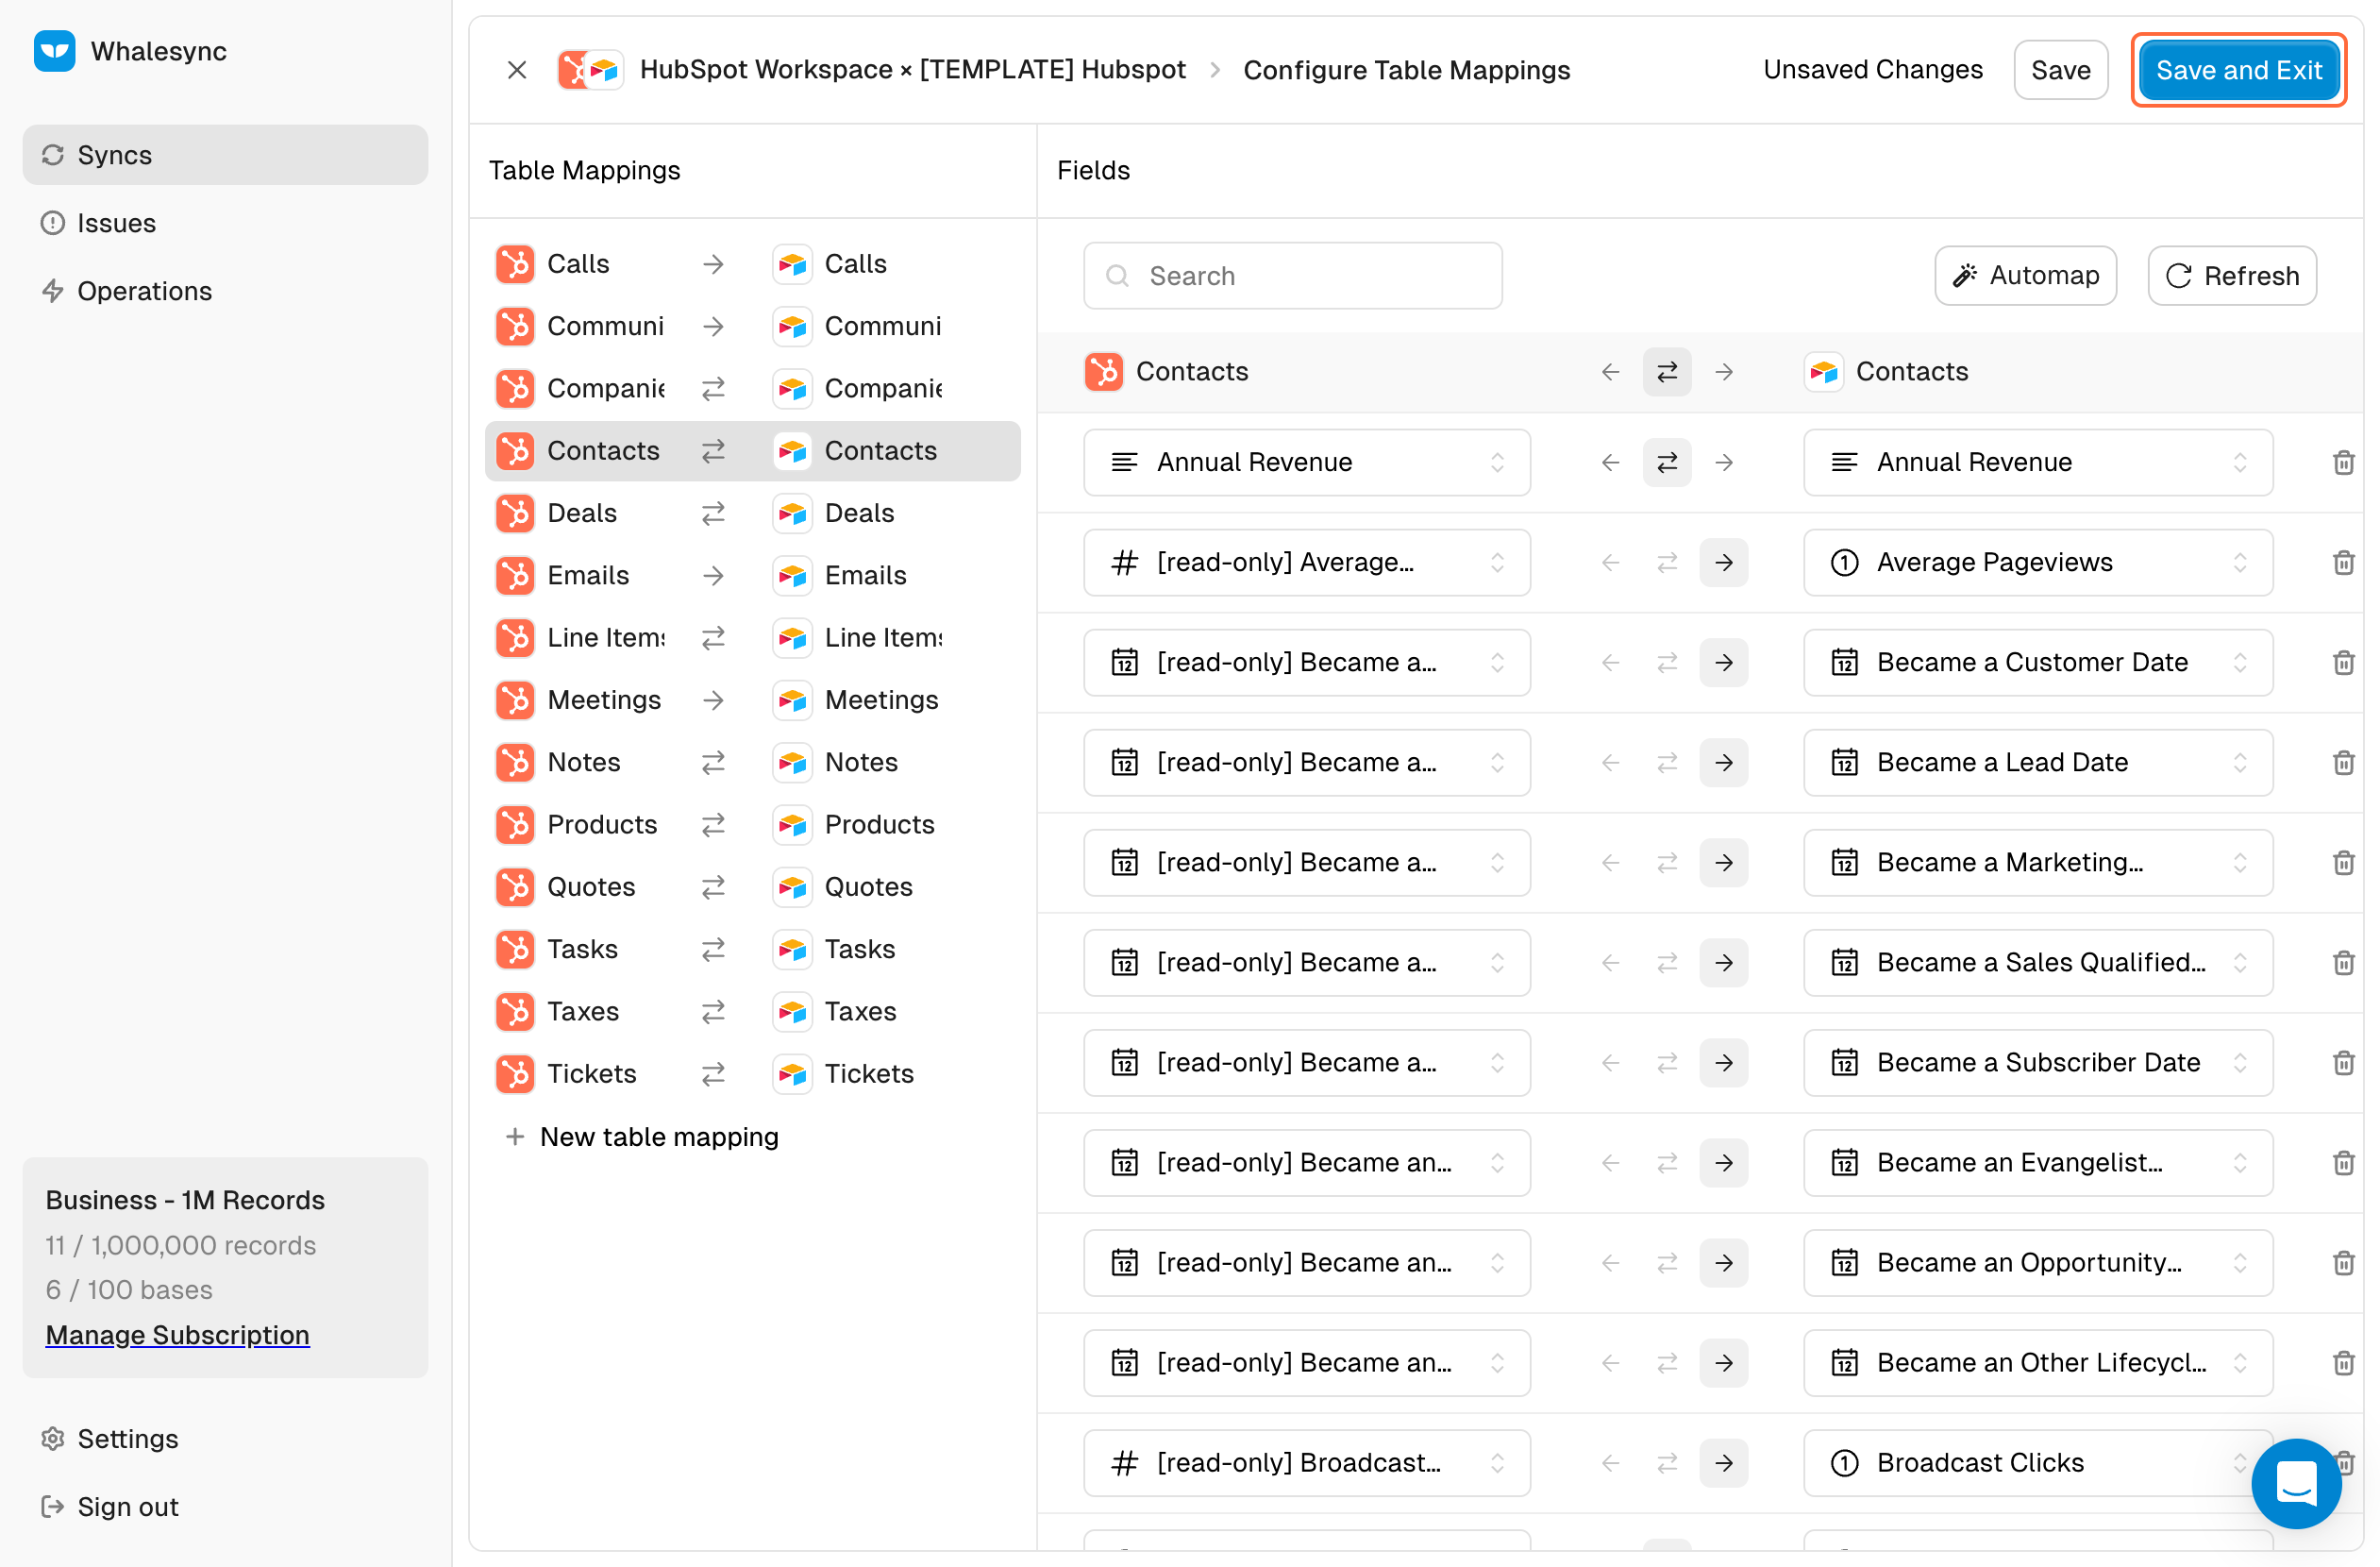 Whalesync
Syncs
Issues
Operations
Business - 1M Records
11 / 1,000,000 records
6 / 100 bases
Manage Subscription
Settings
Sign out
HubSpot Workspace × [TEMPLATE] Hubspot
Configure Table Mappings
Unsaved Changes
Save
Save and Exit
Table Mappings
Calls Calls
Communi Communi
Companie Companie
Contacts Contacts
Deals Deals
Emails Emails
Line Items Line Items
Meetings Meetings
Notes Notes
Products Products
Quotes Quotes
Tasks Tasks
Taxes Taxes
Tickets Tickets
New table mapping
Fields
Search
Automap
Refresh
Contacts Contacts
Annual Revenue Annual Revenue
[read-only] Average... Average Pageviews
[read-only] Became a... Became a Customer Date
[read-only] Became a... Became a Lead Date
[read-only] Became a... Became a Marketing...
[read-only] Became a... Became a Sales Qualified...
[read-only] Became a... Became a Subscriber Date
[read-only] Became an... Became an Evangelist...
[read-only] Became an... Became an Opportunity...
[read-only] Became an... Became an Other Lifecycl...
[read-only] Broadcast... Broadcast Clicks